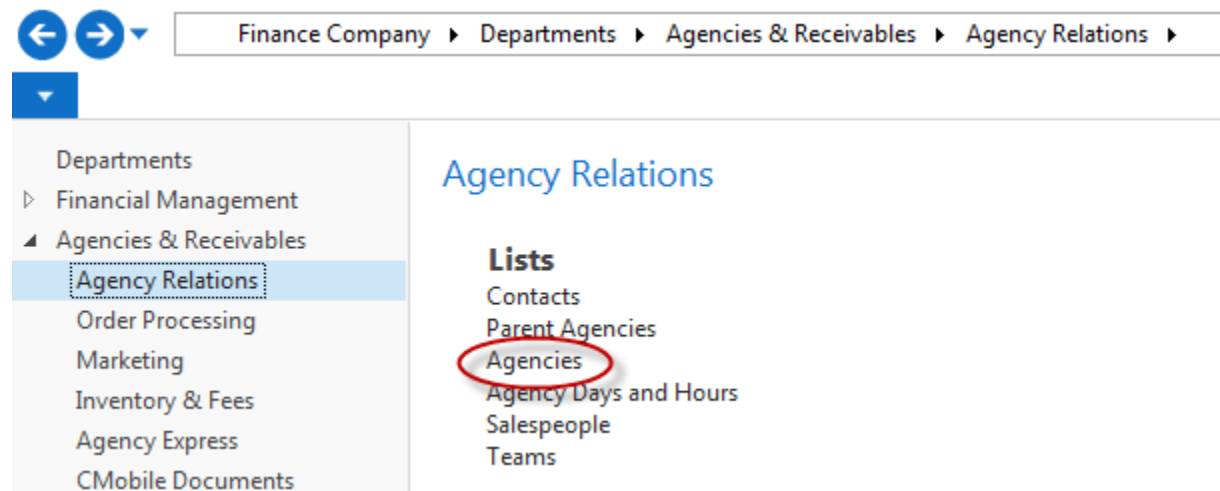 Finance Company ▸ Departments ▸ Agencies & Receivables ▸ Agency Relations ▸
Departments
Financial Management
Agencies & Receivables
Agency Relations
Order Processing
Marketing
Inventory & Fees
Agency Express
CMobile Documents
Agency Relations
Lists
Contacts
Parent Agencies
Agencies
Agency Days and Hours
Salespeople
Teams